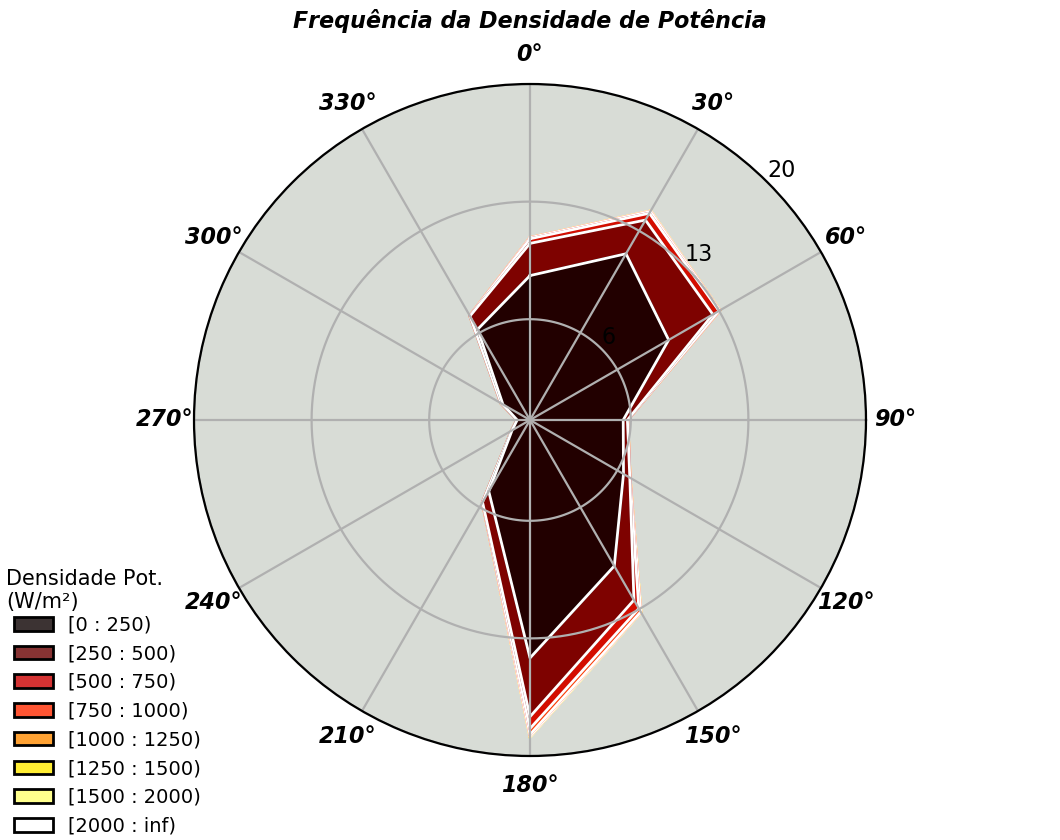 Frequência da Densidade de Potência
0°
330°
30°
20
300°
60°
13
6
270°
90°
240°
120°
210°
150°
180°
Densidade Pot.
(W/m²)
[0 : 250)
[250 : 500)
[500 : 750)
[750 : 1000)
[1000 : 1250)
[1250 : 1500)
[1500 : 2000)
[2000 : inf)